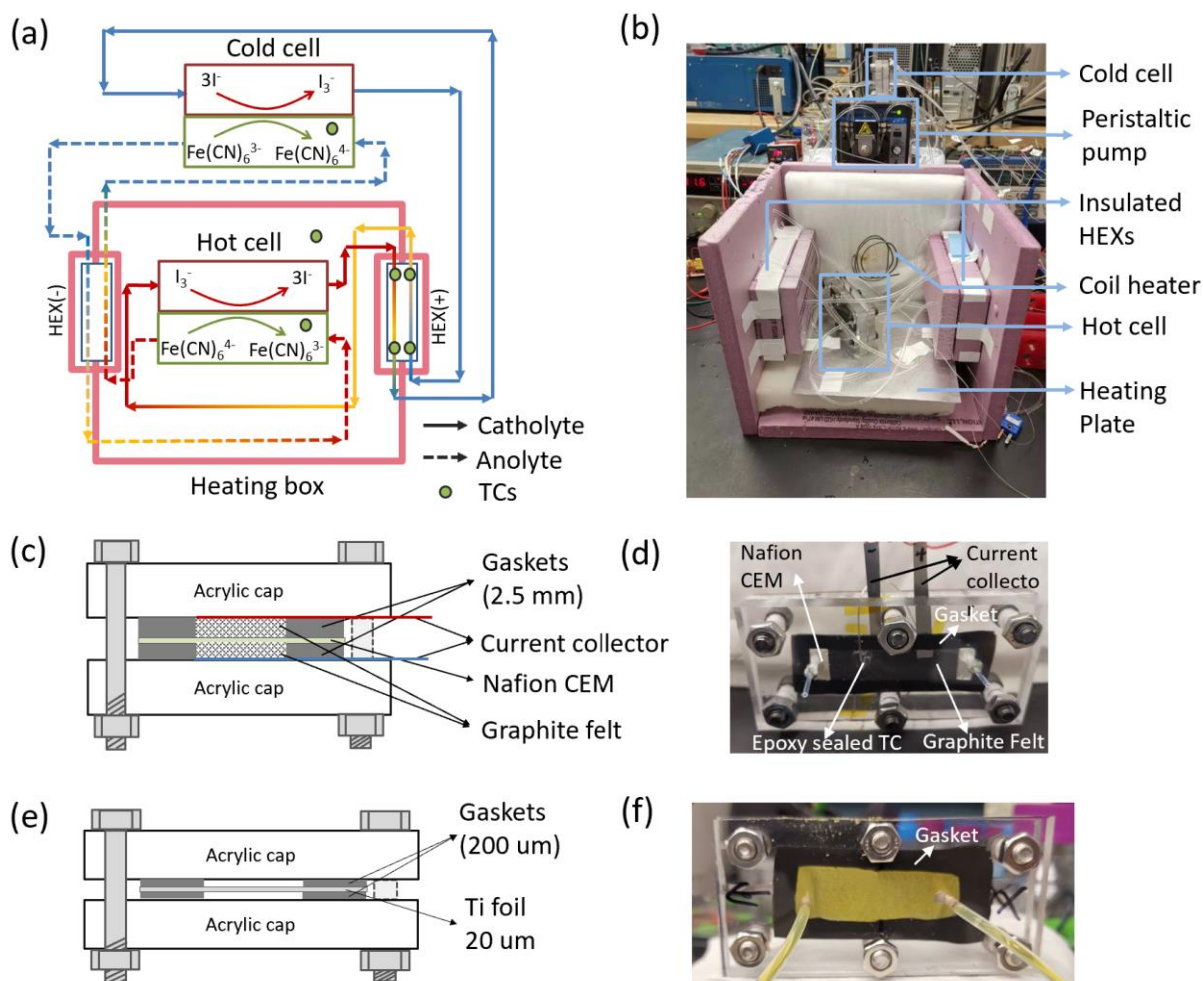 (a)
Cold cell
3I⁻ I₃⁻
Fe(CN)₆³⁻ Fe(CN)₆⁴⁻
Hot cell
I₃⁻ 3I⁻
Fe(CN)₆⁴⁻ Fe(CN)₆³⁻
HEX(-)
HEX(+)
Catholyte
Anolyte
TCs
Heating box
(b)
Cold cell
Peristaltic
pump
Insulated
HEXs
Coil heater
Hot cell
Heating
Plate
(c)
Acrylic cap
Acrylic cap
Gaskets
(2.5 mm)
Current collector
Nafion CEM
Graphite felt
(d)
Nafion
CEM
Current
collecto
Gasket
Epoxy sealed TC
Graphite Felt
(e)
Acrylic cap
Acrylic cap
Gaskets
(200 um)
Ti foil
20 um
(f)
Gasket